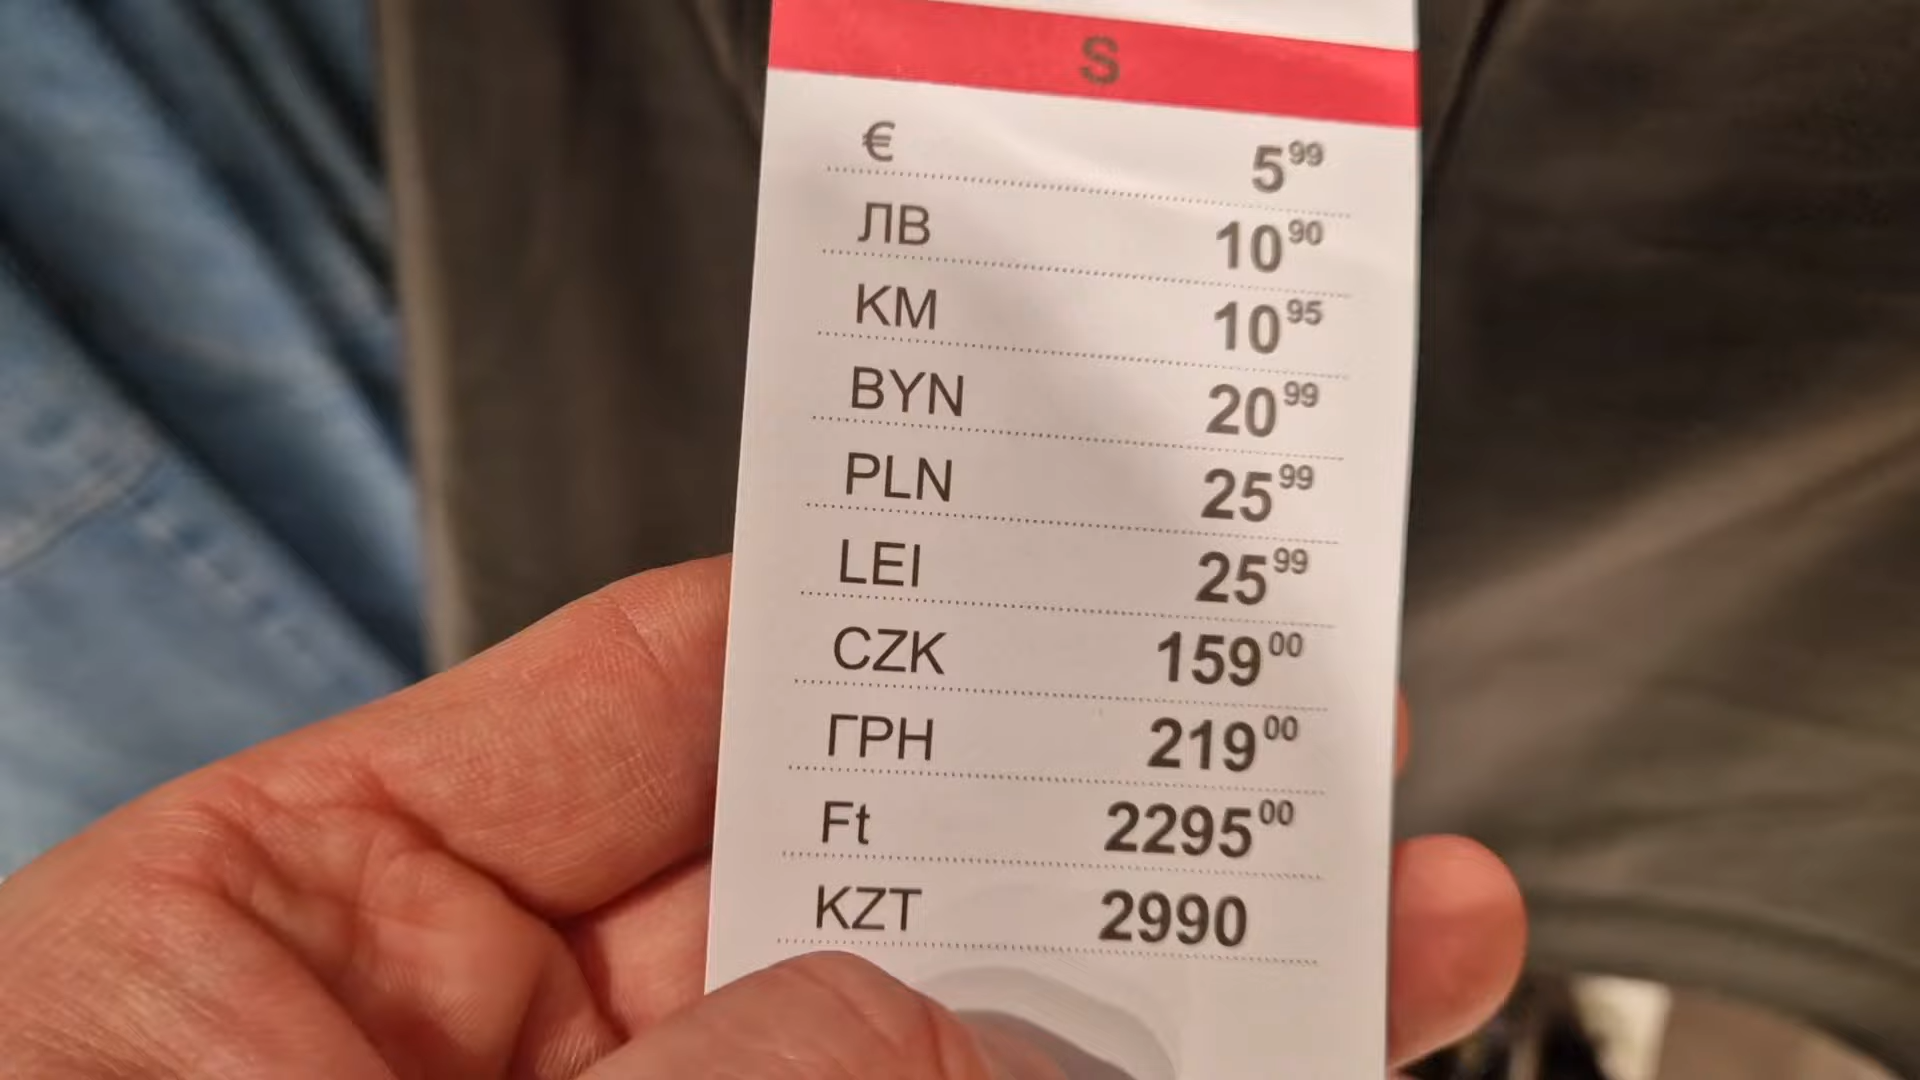 S
€ 5⁹⁹
ЛВ 10⁹⁰
KM 10⁹⁵
BYN 20⁹⁹
PLN 25⁹⁹
LEI 25⁹⁹
CZK 159⁰⁰
ГРН 219⁰⁰
Ft 2295⁰⁰
KZT 2990